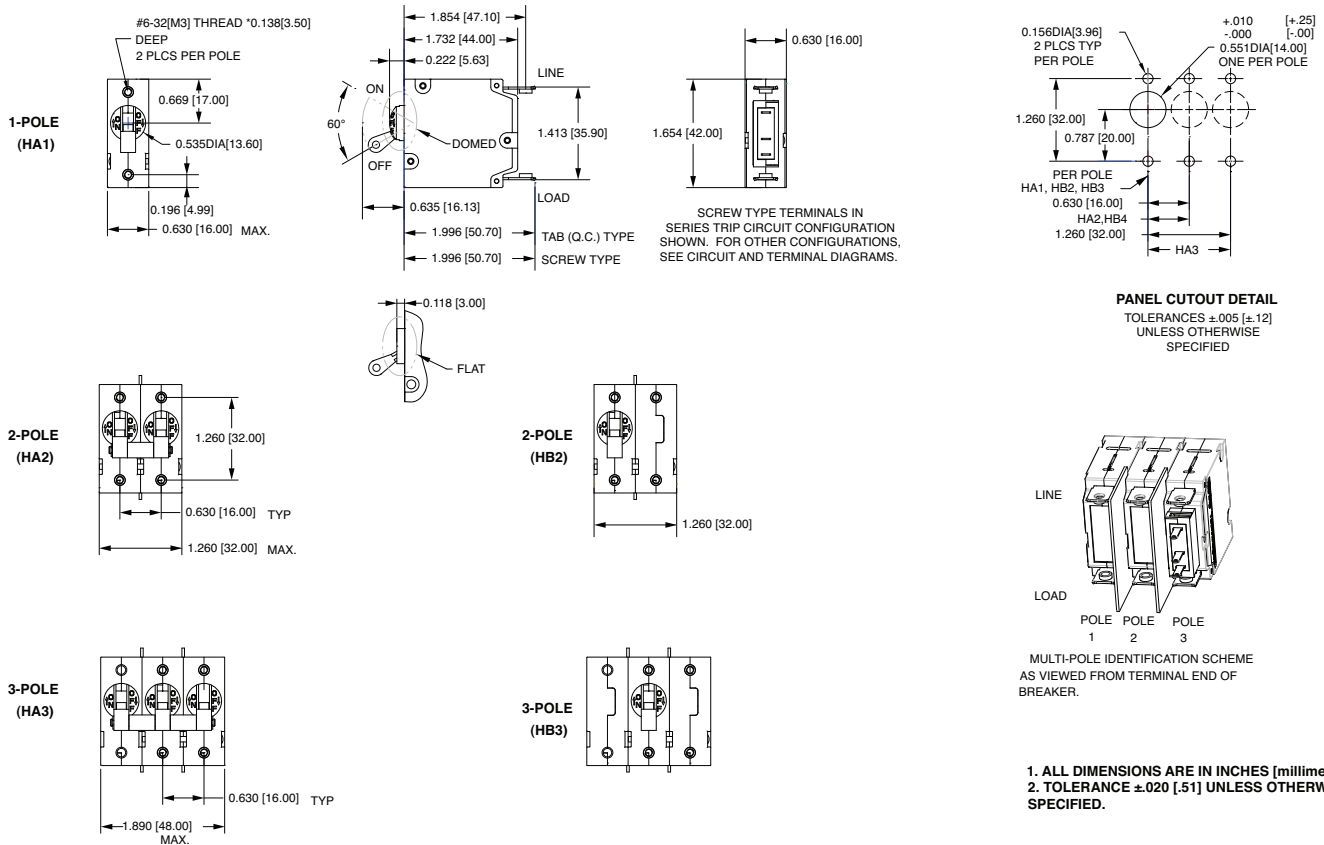 #6-32[M3] THREAD *0.138[3.50]
DEEP
2 PLCS PER POLE
0.669 [17.00]
1-POLE
(HA1)
0.535DIA[13.60]
0.196 [4.99]
0.630 [16.00] MAX.
1.854 [47.10]
1.732 [44.00]
0.222 [5.63]
LINE
ON
60°
1.413 [35.90]
DOMED
OFF
LOAD
0.635 [16.13]
1.996 [50.70] TAB (Q.C.) TYPE
1.996 [50.70] SCREW TYPE
0.118 [3.00]
FLAT
0.630 [16.00]
1.654 [42.00]
SCREW TYPE TERMINALS IN
SERIES TRIP CIRCUIT CONFIGURATION
SHOWN. FOR OTHER CONFIGURATIONS,
SEE CIRCUIT AND TERMINAL DIAGRAMS.
0.156DIA[3.96]
2 PLCS TYP
PER POLE
+.010 [+.25]
-.000 [-.00]
0.551DIA[14.00]
ONE PER POLE
1.260 [32.00]
0.787 [20.00]
PER POLE
HA1, HB2, HB3
0.630 [16.00]
HA2,HB4
1.260 [32.00]
HA3
PANEL CUTOUT DETAIL
TOLERANCES ±.005 [±.12]
UNLESS OTHERWISE
SPECIFIED
2-POLE
(HA2)
ON
OFF
1.260 [32.00]
0.630 [16.00] TYP
1.260 [32.00] MAX.
2-POLE
(HB2)
1.260 [32.00]
LINE
LOAD
POLE POLE POLE
1 2 3
MULTI-POLE IDENTIFICATION SCHEME
AS VIEWED FROM TERMINAL END OF
BREAKER.
3-POLE
(HA3)
ON
OFF
0.630 [16.00] TYP
1.890 [48.00]
MAX.
3-POLE
(HB3)
1. ALL DIMENSIONS ARE IN INCHES [millime
2. TOLERANCE ±.020 [.51] UNLESS OTHERW
SPECIFIED.